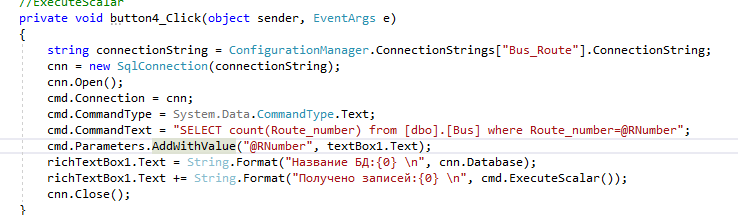 //ExecuteScalar
private void button4_Click(object sender, EventArgs e)
{
string connectionString = ConfigurationManager.ConnectionStrings["Bus_Route"].ConnectionString;
cnn = new SqlConnection(connectionString);
cnn.Open();
cmd.Connection = cnn;
cmd.CommandType = System.Data.CommandType.Text;
cmd.CommandText = "SELECT count(Route_number) from [dbo].[Bus] where Route_number=@RNumber";
cmd.Parameters.AddWithValue("@RNumber", textBox1.Text);
richTextBox1.Text = String.Format("Название БД:{0} \n", cnn.Database);
richTextBox1.Text += String.Format("Получено записей:{0} \n", cmd.ExecuteScalar());
cnn.Close();
}